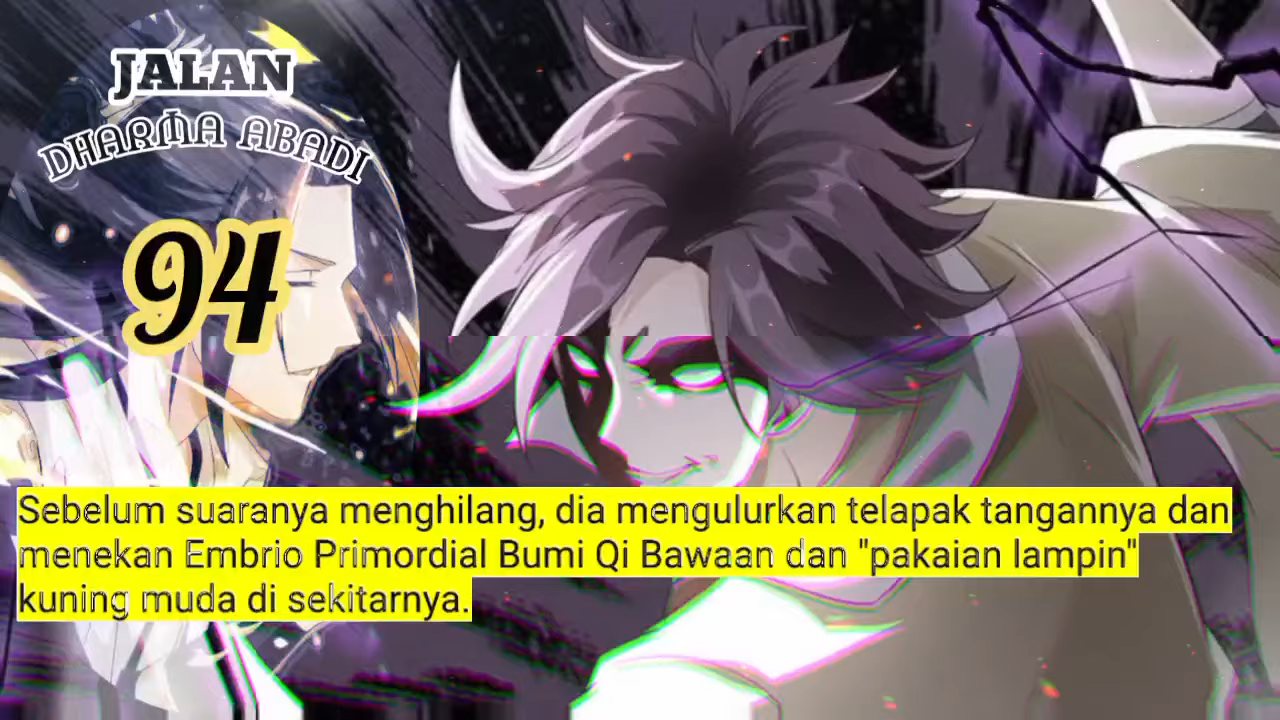 JALAN
DHARMA ABADI
94
Sebelum suaranya menghilang, dia mengulurkan telapak tangannya dan
menekan Embrio Primordial Bumi Qi Bawaan dan "pakaian lampin"
kuning muda di sekitarnya.